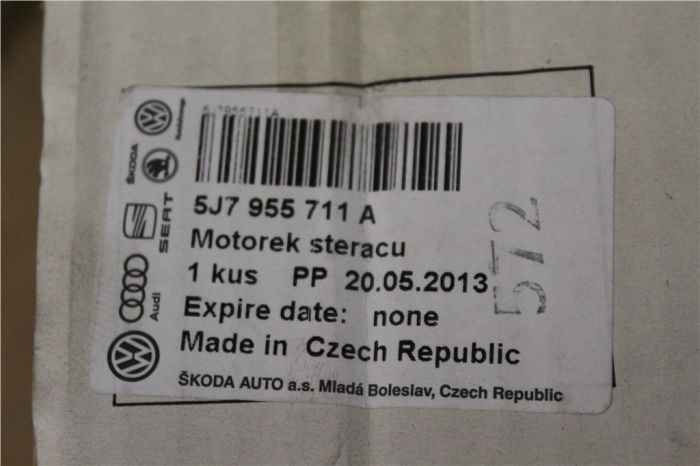 5J7955711A
5J7 955 711 A
Motorek steracu
1 kus PP 20.05.2013
Expire date: none
Made in Czech Republic
ŠKODA AUTO a.s. Mladá Boleslav, Czech Republic
ŠKODA
SEAT
Audi
572